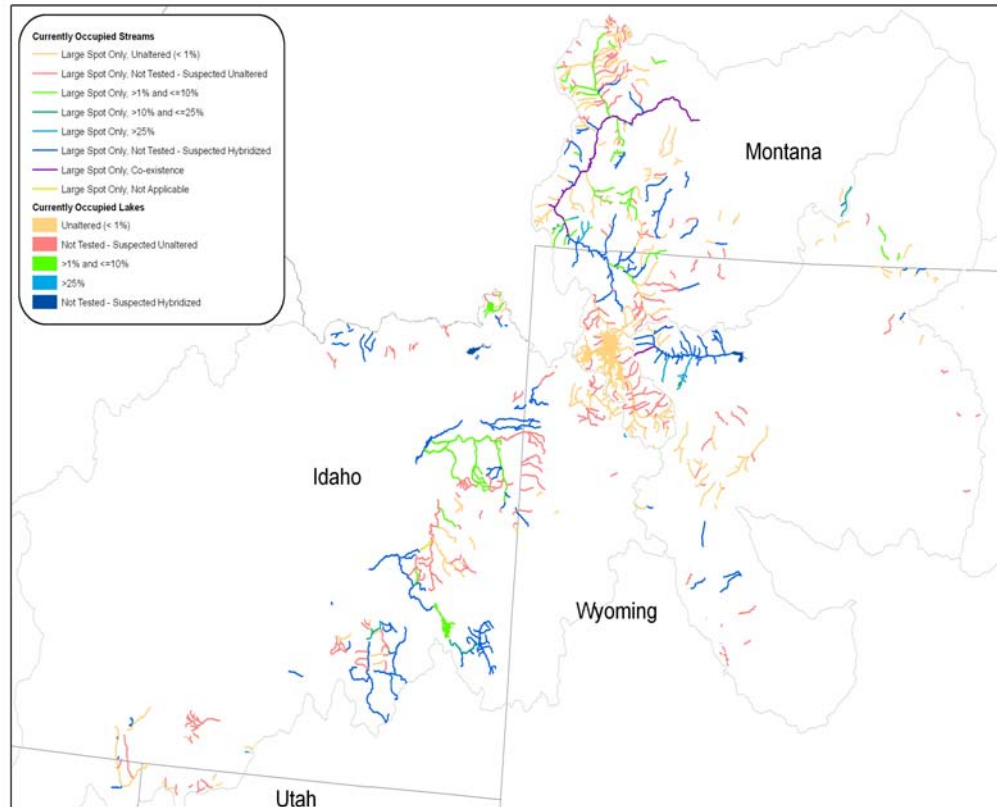 Currently Occupied Streams
Large Spot Only, Unaltered (< 1%)
Large Spot Only, Not Tested - Suspected Unaltered
Large Spot Only, >1% and <=10%
Large Spot Only, >10% and <=25%
Large Spot Only, >25%
Large Spot Only, Not Tested - Suspected Hybridized
Large Spot Only, Co-existence
Large Spot Only, Not Applicable
Currently Occupied Lakes
Unaltered (< 1%)
Not Tested - Suspected Unaltered
>1% and <=10%
>25%
Not Tested - Suspected Hybridized
Montana
Idaho
Wyoming
Utah